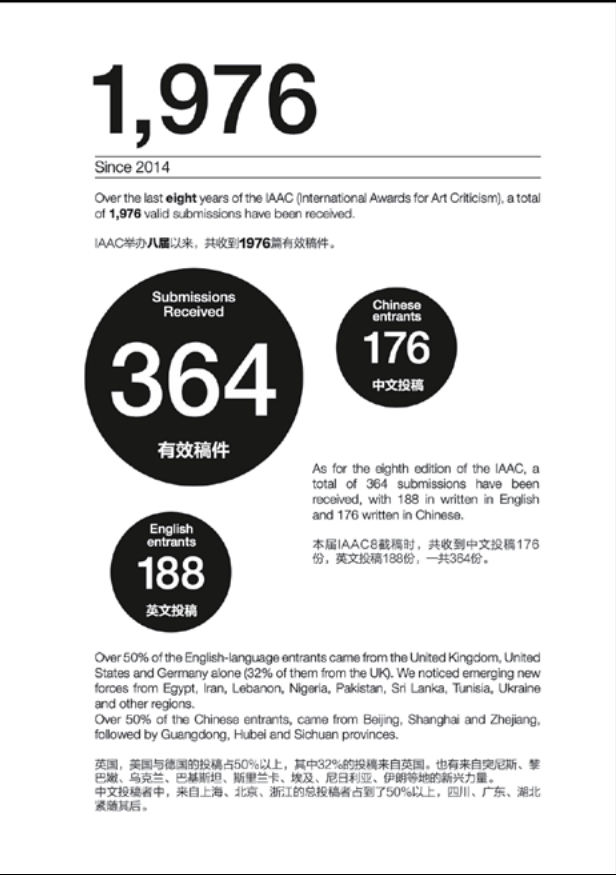 1,976
Since 2014
Over the last eight years of the IAAC (International Awards for Art Criticism), a total
of 1,976 valid submissions have been received.
IAAC举办八届以来，共收到1976篇有效稿件。
Submissions
Received
364
有效稿件
Chinese
entrants
176
中文投稿
As for the eighth edition of the IAAC, a
total of 364 submissions have been
received, with 188 in written in English
and 176 written in Chinese.
本届IAAC8截稿时，共收到中文投稿176
份，英文投稿188份，一共364份。
English
entrants
188
英文投稿
Over 50% of the English-language entrants came from the United Kingdom, United
States and Germany alone (32% of them from the UK). We noticed emerging new
forces from Egypt, Iran, Lebanon, Nigeria, Pakistan, Sri Lanka, Tunisia, Ukraine
and other regions.
Over 50% of the Chinese entrants, came from Beijing, Shanghai and Zhejiang,
followed by Guangdong, Hubei and Sichuan provinces.
英国，美国与德国的投稿占50%以上，其中32%的投稿来自英国。也有来自突尼斯、黎
巴嫩、乌克兰、巴基斯坦、斯里兰卡、埃及、尼日利亚、伊朗等地的新兴力量。
中文投稿者中，来自上海、北京、浙江的总投稿者占到了50%以上，四川、广东、湖北
紧随其后。